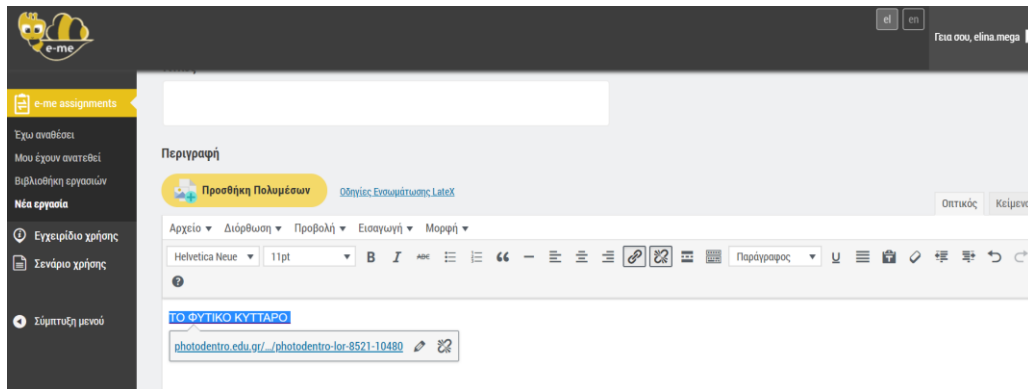 e-me
el en
Γεια σου, elina.mega
e-me assignments
Έχω αναθέσει
Μου έχουν ανατεθεί
Βιβλιοθήκη εργασιών
Νέα εργασία
Εγχειρίδιο χρήσης
Σενάριο χρήσης
Σύμπτυξη μενού
Περιγραφή
Προσθήκη Πολυμέσων Οδηγίες Ενσωμάτωσης LateX
Οπτικός
Αρχείο Διόρθωση Προβολή Εισαγωγή Μορφή
Helvetica Neue 11pt B I ABC Παράγραφος U
ΤΟ ΦΥΤΙΚΟ ΚΥΤΤΑΡΟ
photodentro.edu.gr/.../photodentro-lor-8521-10480